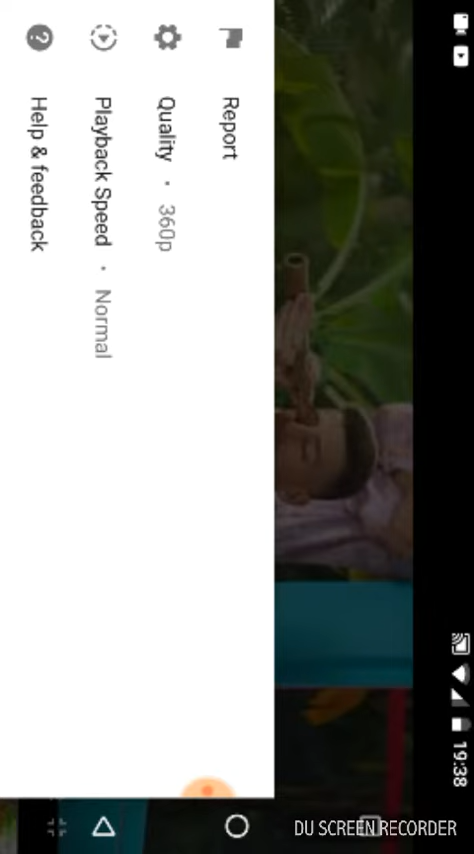 19:38
Report
Quality • 360p
Playback Speed • Normal
Help & feedback
DU SCREEN RECORDER